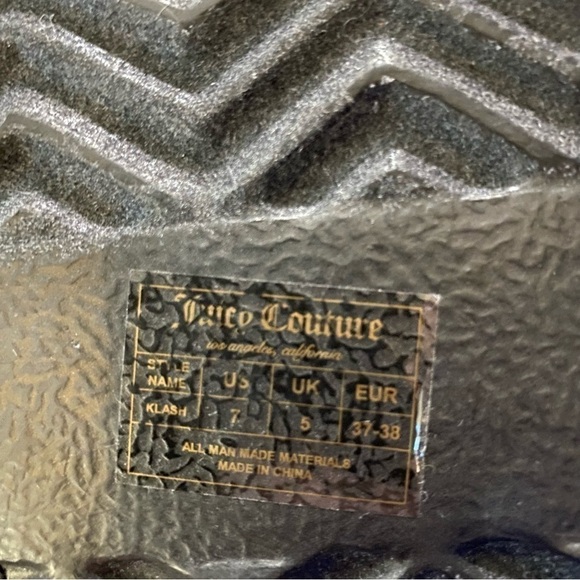 Juicy Couture
los angeles, california
STYLE NAME US UK EUR
KLASH 7 5 37-38
ALL MAN MADE MATERIALS
MADE IN CHINA